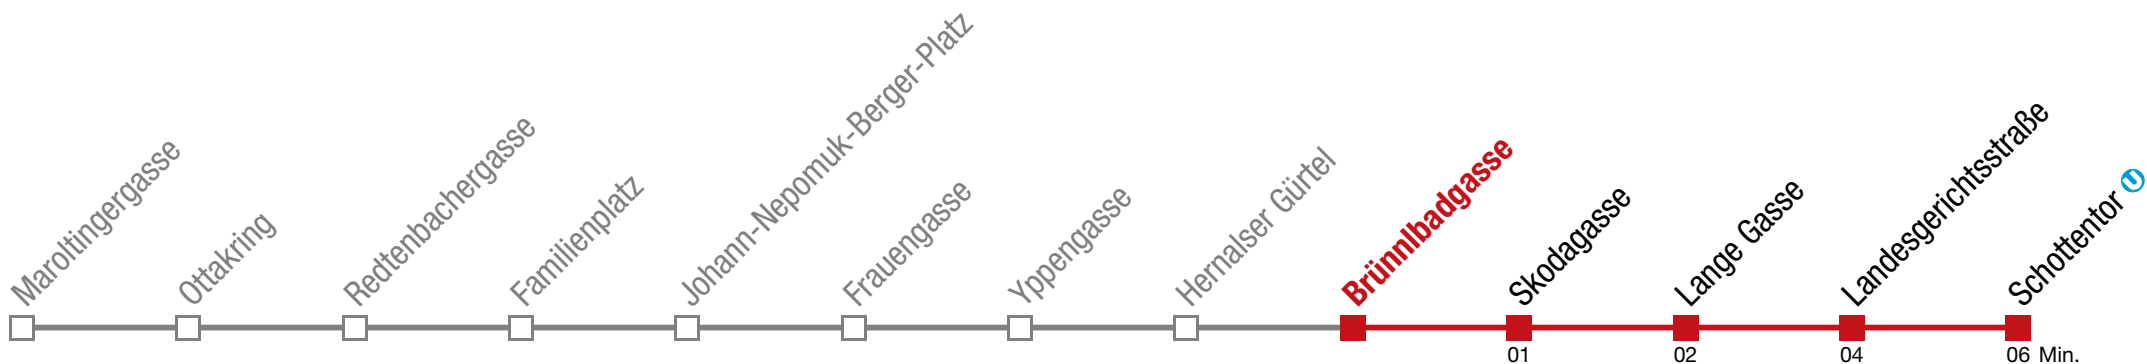 Maroltingergasse
Ottakring
Redtenbachergasse
Familienplatz
Johann-Nepomuk-Berger-Platz
Frauengasse
Yppengasse
Hernalser Gürtel
Brünnlbadgasse
Skodagasse
Lange Gasse
Landesgerichtsstraße
Schottentor U
01
02
04
06 Min.